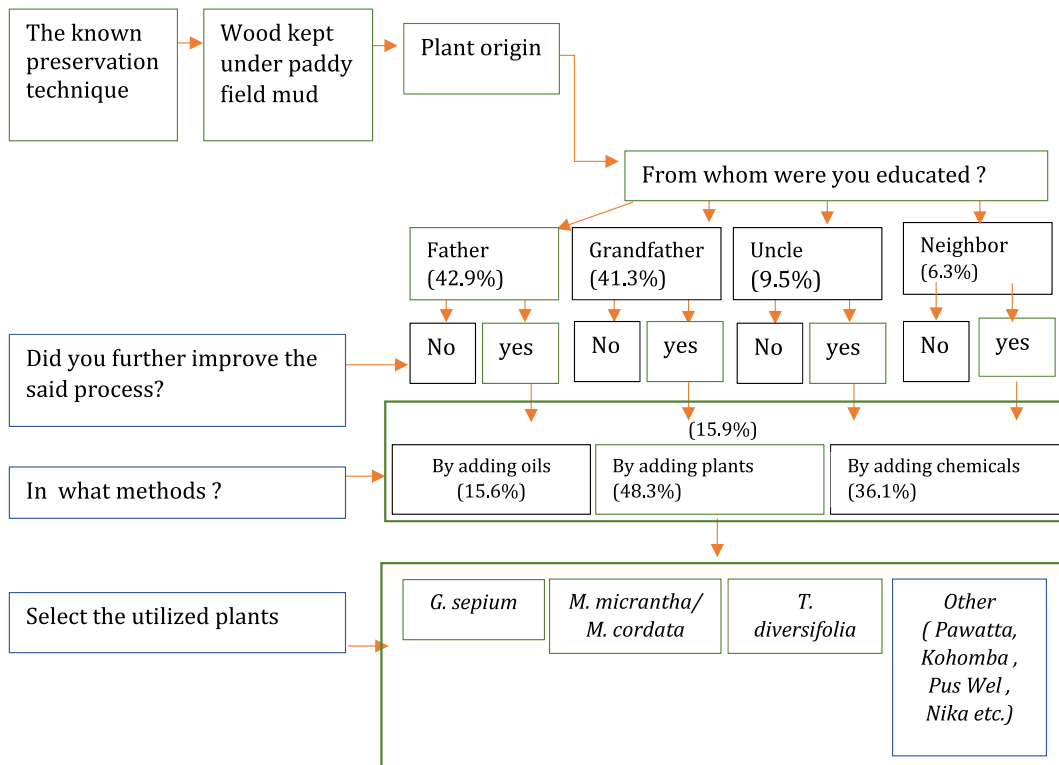 The known
preservation
technique
Wood kept
under paddy
field mud
Plant origin
From whom were you educated ?
Father
(42.9%)
Grandfather
(41.3%)
Uncle
(9.5%)
Neighbor
(6.3%)
Did you further improve the
said process?
No
yes
No
yes
No
yes
No
yes
(15.9%)
In what methods ?
By adding oils
(15.6%)
By adding plants
(48.3%)
By adding chemicals
(36.1%)
Select the utilized plants
G. sepium
M. micrantha/
M. cordata
T.
diversifolia
Other
( Pawatta,
Kohomba ,
Pus Wel ,
Nika etc.)